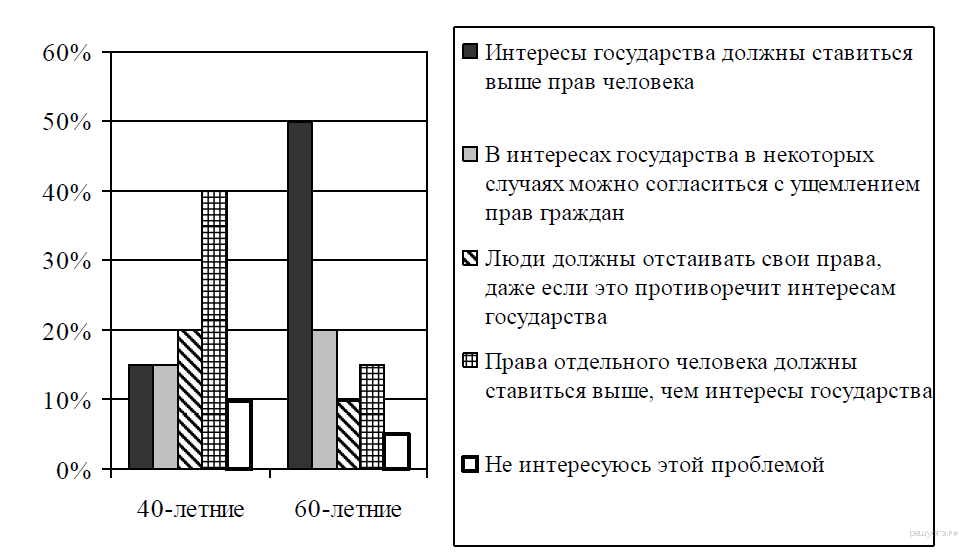 60%
50%
40%
30%
20%
10%
0%
40-летние
60-летние
Интересы государства должны ставиться
выше прав человека
В интересах государства в некоторых
случаях можно согласиться с ущемлением
прав граждан
Люди должны отстаивать свои права,
даже если это противоречит интересам
государства
Права отдельного человека должны
ставиться выше, чем интересы государства
Не интересуюсь этой проблемой